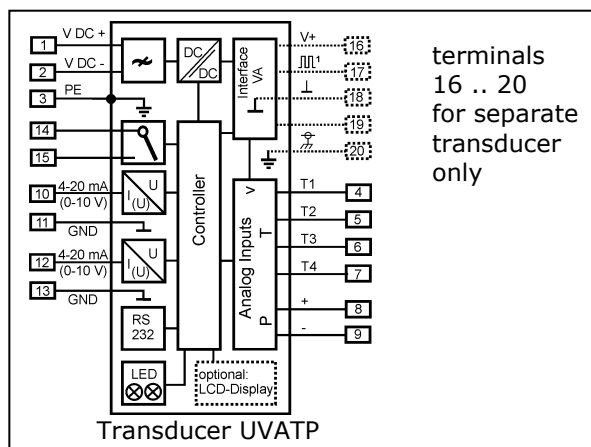 1
V DC +
2
V DC -
3
PE
14
15
10
4-20 mA
(0-10 V)
11
GND
12
4-20 mA
(0-10 V)
13
GND
DC
DC
U
I
(U)
U
I
(U)
RS
232
LED
Controller
optional:
LCD-Display
Interface
VA
Analog Inputs
V
T
P
V+
16
1
17
18
19
20
T1
4
T2
5
T3
6
T4
7
+
8
-
9
Transducer UVATP
terminals
16 .. 20
for separate
transducer
only